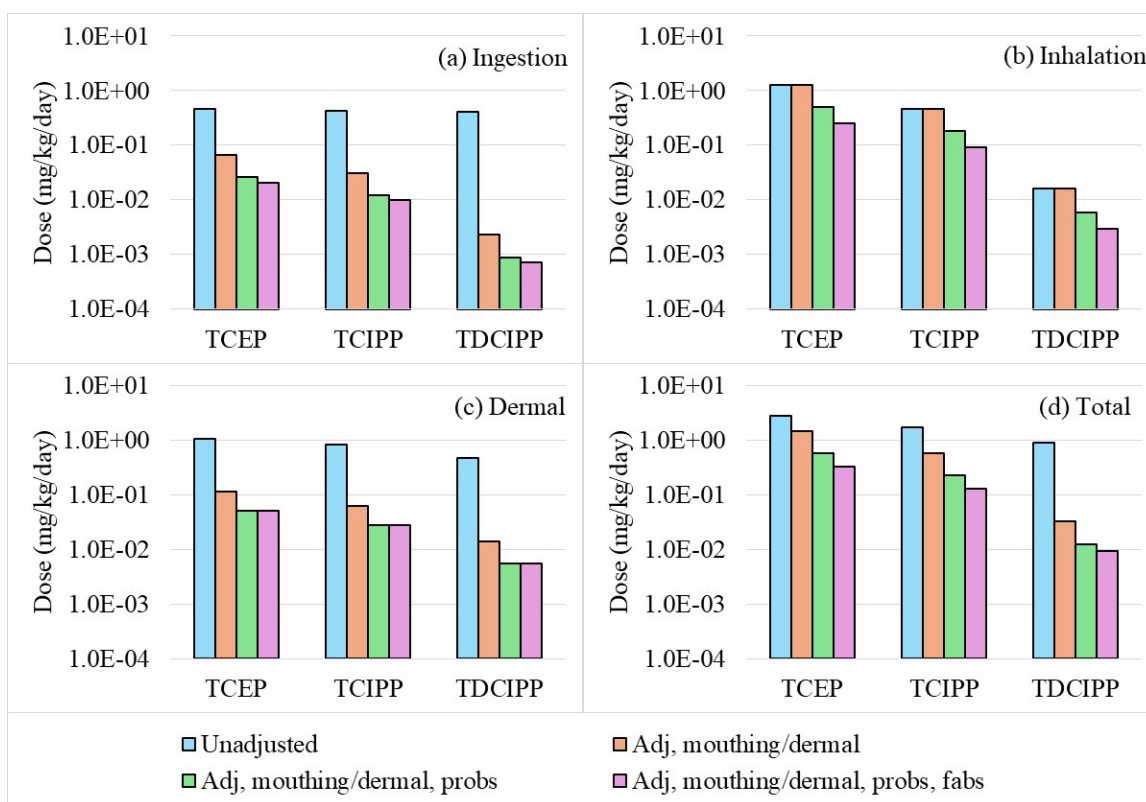 (a) Ingestion
Dose (mg/kg/day)
1.0E+01
1.0E+00
1.0E-01
1.0E-02
1.0E-03
1.0E-04
TCEP TCIPP TDCIPP
(b) Inhalation
Dose (mg/kg/day)
1.0E+01
1.0E+00
1.0E-01
1.0E-02
1.0E-03
1.0E-04
TCEP TCIPP TDCIPP
(c) Dermal
Dose (mg/kg/day)
1.0E+01
1.0E+00
1.0E-01
1.0E-02
1.0E-03
1.0E-04
TCEP TCIPP TDCIPP
(d) Total
Dose (mg/kg/day)
1.0E+01
1.0E+00
1.0E-01
1.0E-02
1.0E-03
1.0E-04
TCEP TCIPP TDCIPP
Unadjusted
Adj, mouthing/dermal
Adj, mouthing/dermal, probs
Adj, mouthing/dermal, probs, fabs